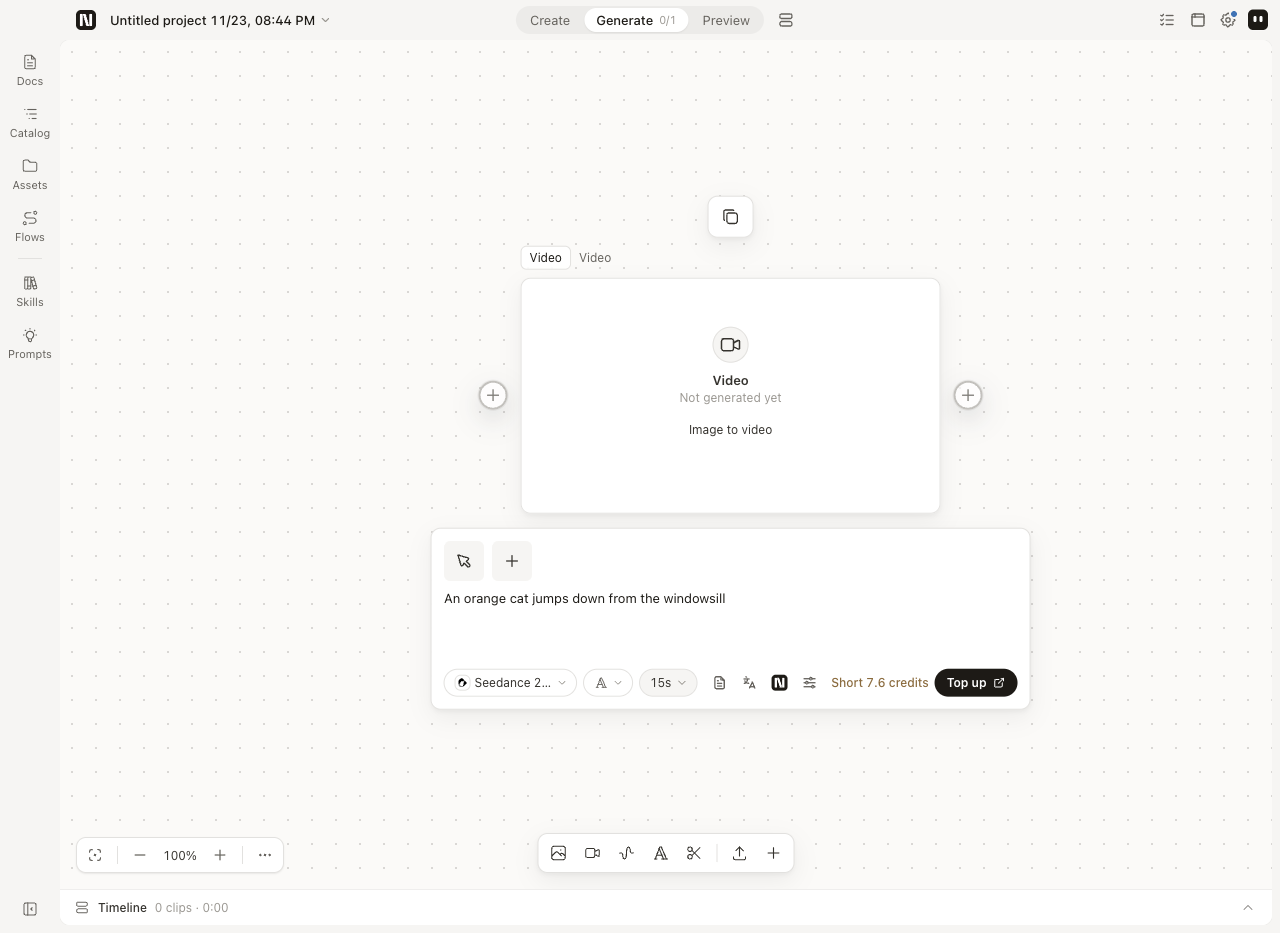 Untitled project 11/23, 08:44 PM
Create
Generate 0/1
Preview
Docs
Catalog
Assets
Flows
Skills
Prompts
Video
Video
Video
Not generated yet
Image to video
An orange cat jumps down from the windowsill
Seedance 2...
15s
Short 7.6 credits
Top up
100%
Timeline 0 clips · 0:00